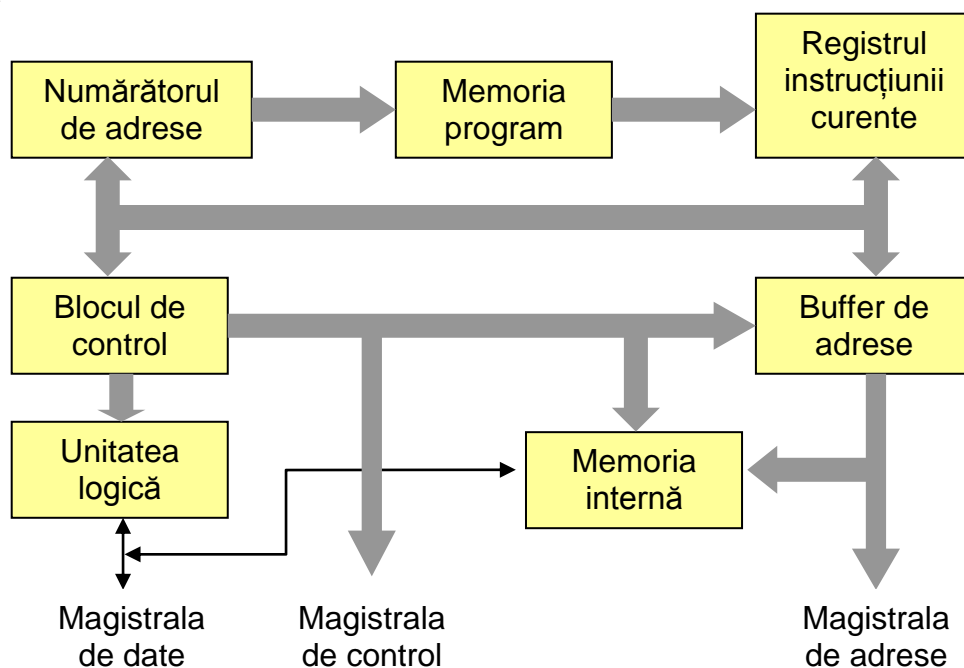 Numărătorul
de adrese
Memoria
program
Registrul
instrucțiunii
curente
Blocul de
control
Buffer de
adrese
Unitatea
logică
Memoria
internă
Magistrala
de date
Magistrala
de control
Magistrala
de adrese